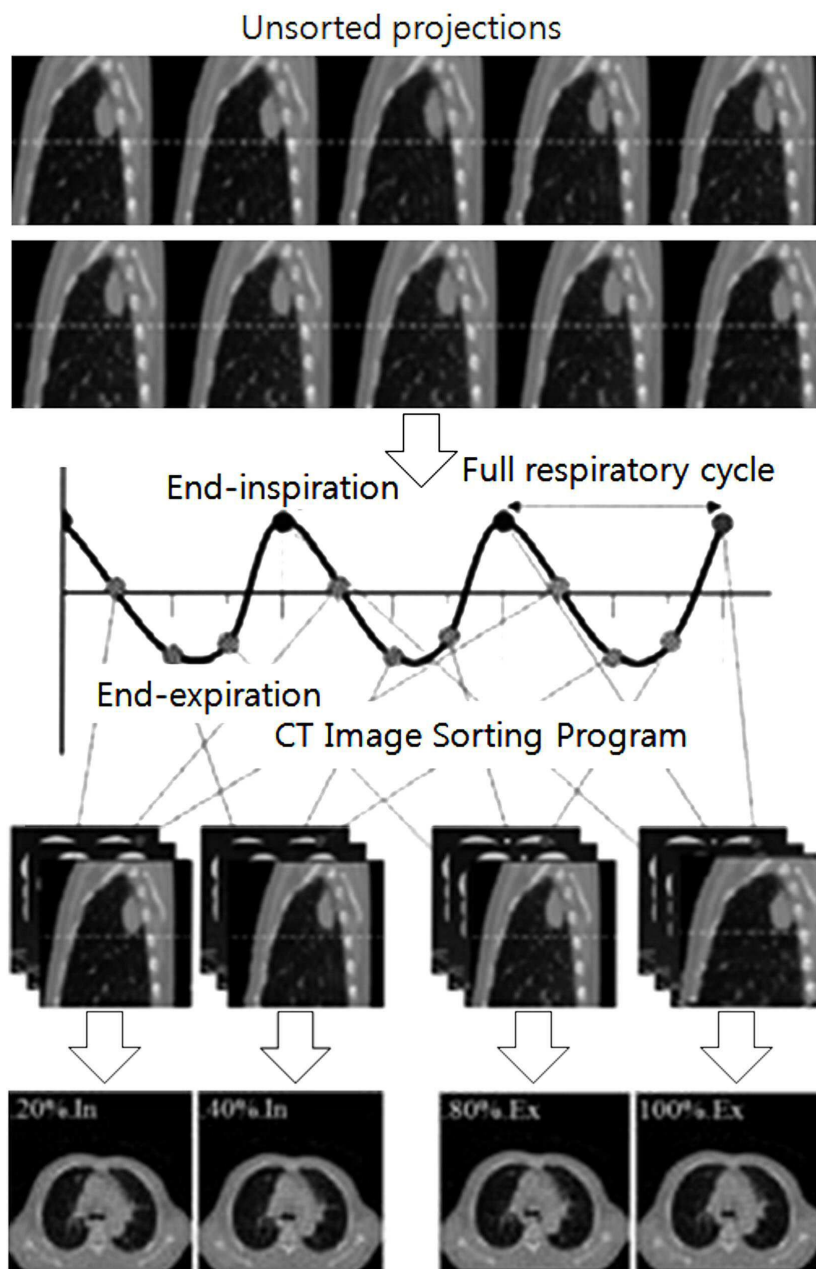 Unsorted projections
End-inspiration
Full respiratory cycle
End-expiration
CT Image Sorting Program
.20%.In
.40%.In
.80%.Ex
100%.Ex